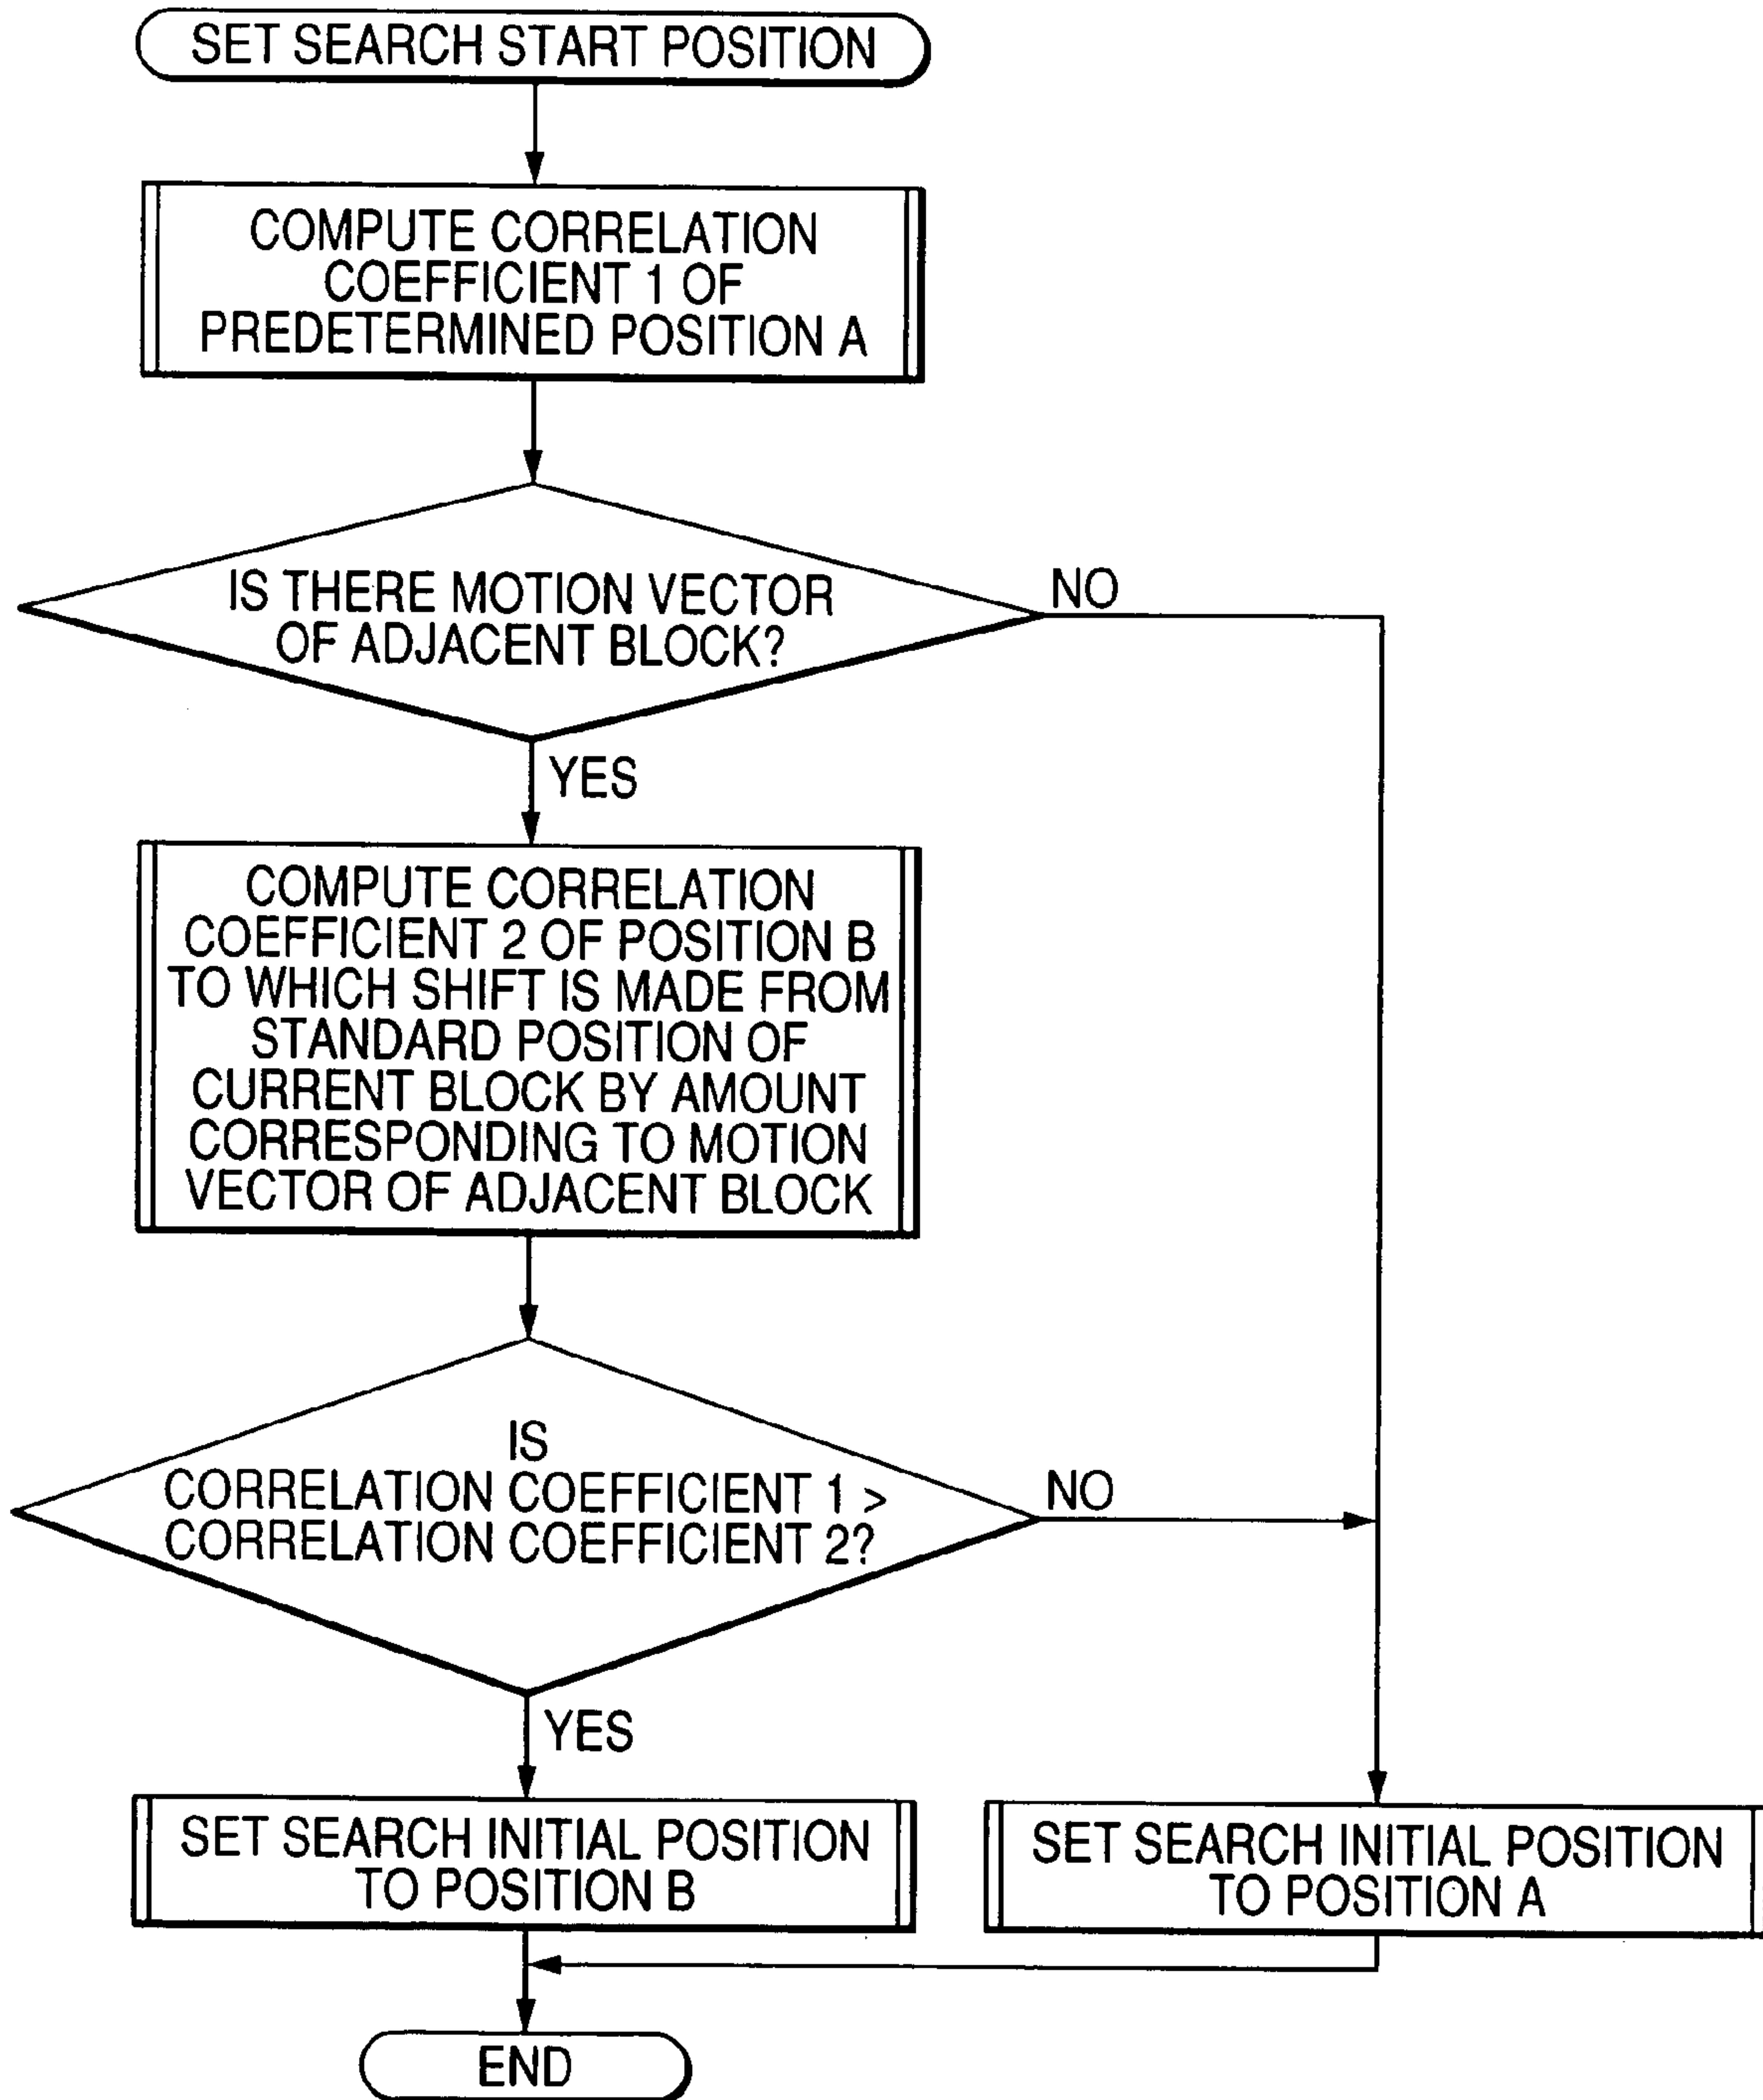 SET SEARCH START POSITION
COMPUTE CORRELATION
COEFFICIENT 1 OF
PREDETERMINED POSITION A
IS THERE MOTION VECTOR
OF ADJACENT BLOCK?
NO
YES
COMPUTE CORRELATION
COEFFICIENT 2 OF POSITION B
TO WHICH SHIFT IS MADE FROM
STANDARD POSITION OF
CURRENT BLOCK BY AMOUNT
CORRESPONDING TO MOTION
VECTOR OF ADJACENT BLOCK
IS
CORRELATION COEFFICIENT 1 >
CORRELATION COEFFICIENT 2?
NO
YES
SET SEARCH INITIAL POSITION
TO POSITION B
SET SEARCH INITIAL POSITION
TO POSITION A
END